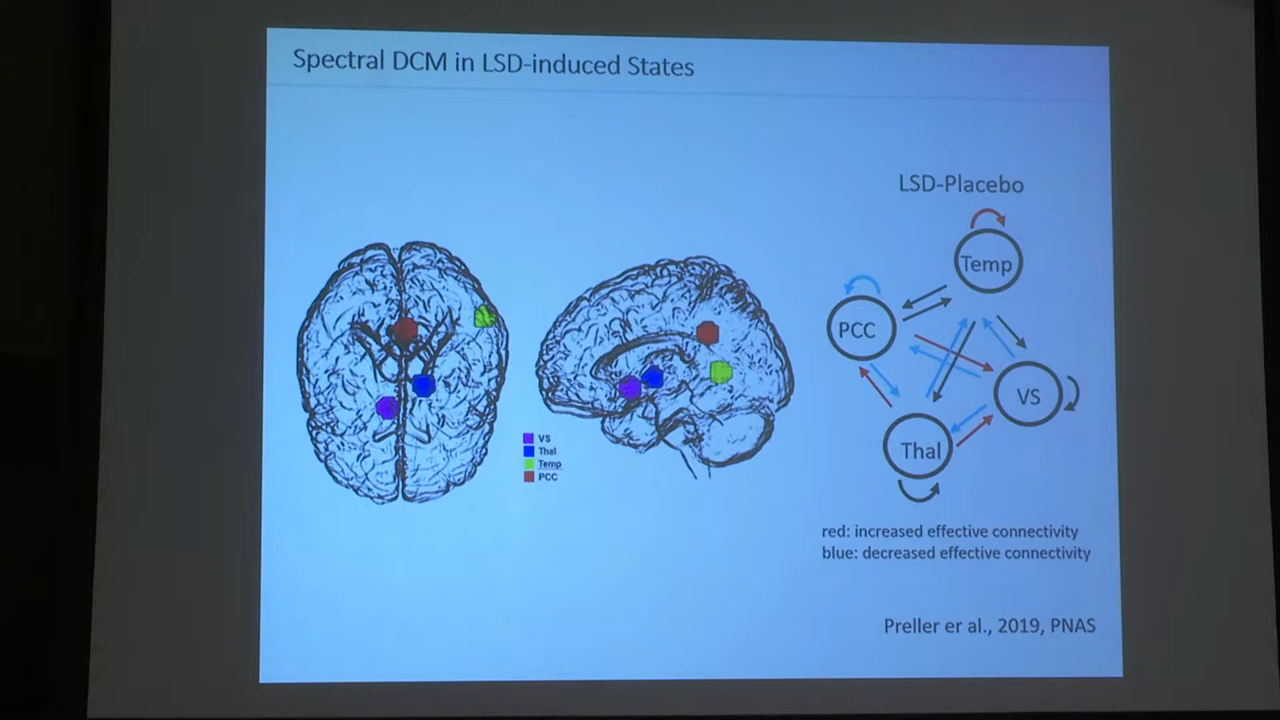 Spectral DCM in LSD-induced States
LSD-Placebo
Temp
PCC
VS
Thal
VS
Thal
Temp
PCC
red: increased effective connectivity
blue: decreased effective connectivity
Preller er al., 2019, PNAS